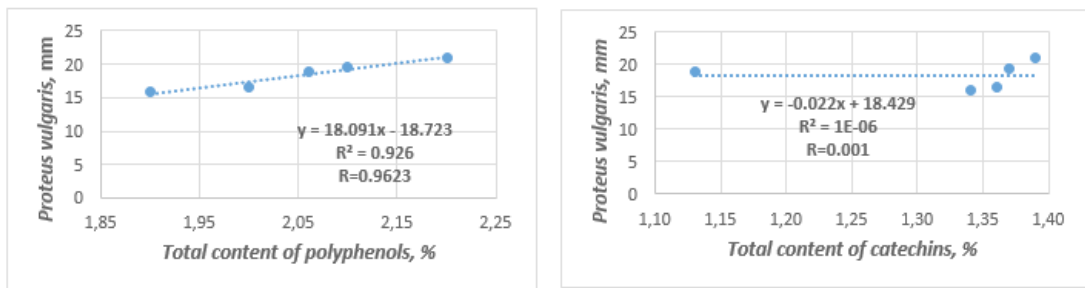 Proteus vulgaris, mm
25
20
15
10
5
0
y = 18.091x - 18.723
R² = 0.926
R=0.9623
1,85 1,95 2,05 2,15 2,25
Total content of polyphenols, %
Proteus vulgaris, mm
25
20
15
10
5
0
y = -0.022x + 18.429
R² = 1E-06
R=0.001
1,10 1,15 1,20 1,25 1,30 1,35 1,40
Total content of catechins, %